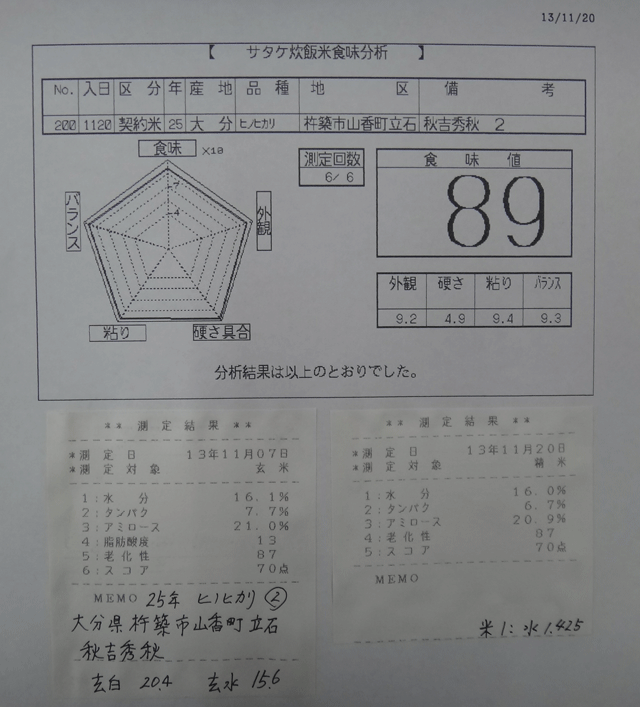 13/11/20
【 サタケ炊飯米食味分析 】
No. 入日 区分 年 産地 品種 地区 備考
200 1120 契約米 25 大分 ヒノヒカリ 杵築市山香町立石 秋吉秀秋 2
食味 ×10
7
4
バランス
外観
粘り
硬さ具合
測定回数
6/ 6
食味値
89
外観 硬さ 粘り バランス
9.2 4.9 9.4 9.3
分析結果は以上のとおりでした。
** 測定結果 **
*測定日 13年11月07日
*測定対象 玄米
1:水分 16.1%
2:タンパク 7.7%
3:アミロース 21.0%
4:脂肪酸度 13
5:老化性 87
6:スコア 70点
MEMO 25年 ヒノヒカリ ②
大分県杵築市山香町立石
秋吉秀秋
玄白 20.4 玄水 15.6
** 測定結果 **
*測定日 13年11月20日
*測定対象 精米
1:水分 16.0%
2:タンパク 6.7%
3:アミロース 20.9%
4:老化性 87
5:スコア 70点
MEMO
米1:水1.425